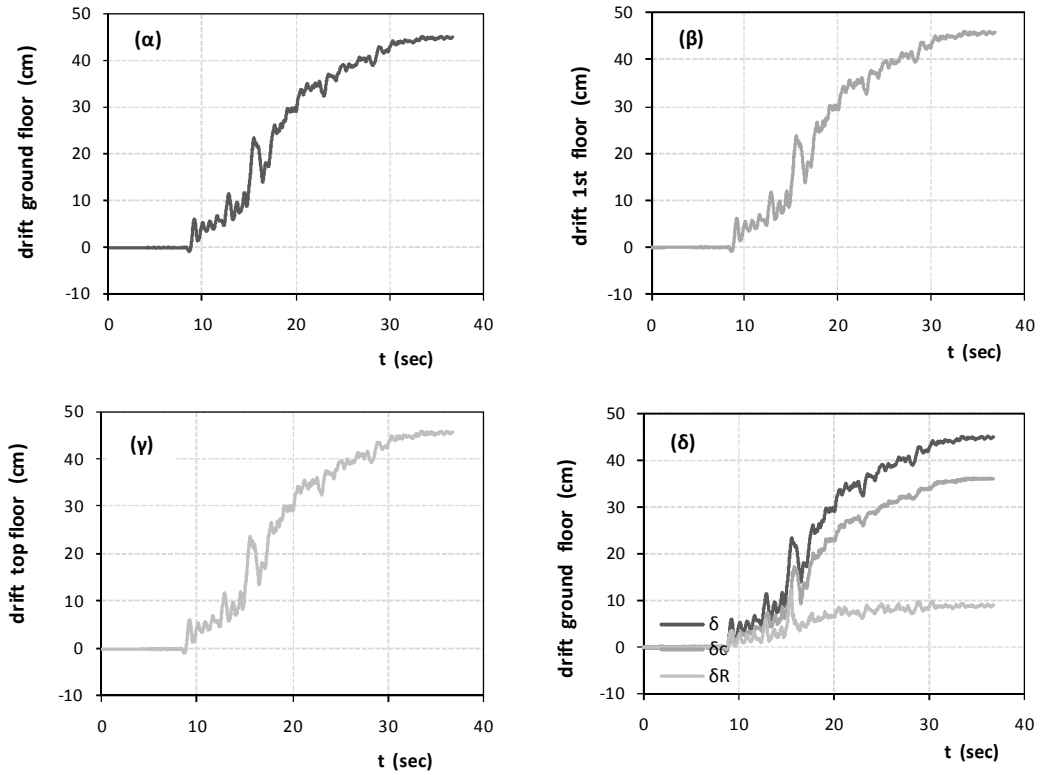 (α)
drift ground floor (cm)
50
40
30
20
10
0
-10
0 10 20 30 40
t (sec)
(β)
drift 1st floor (cm)
50
40
30
20
10
0
-10
0 10 20 30 40
t (sec)
(γ)
drift top floor (cm)
50
40
30
20
10
0
-10
0 10 20 30 40
t (sec)
(δ)
drift ground floor (cm)
50
40
30
20
10
0
-10
0 10 20 30 40
t (sec)
δ
δc
δR